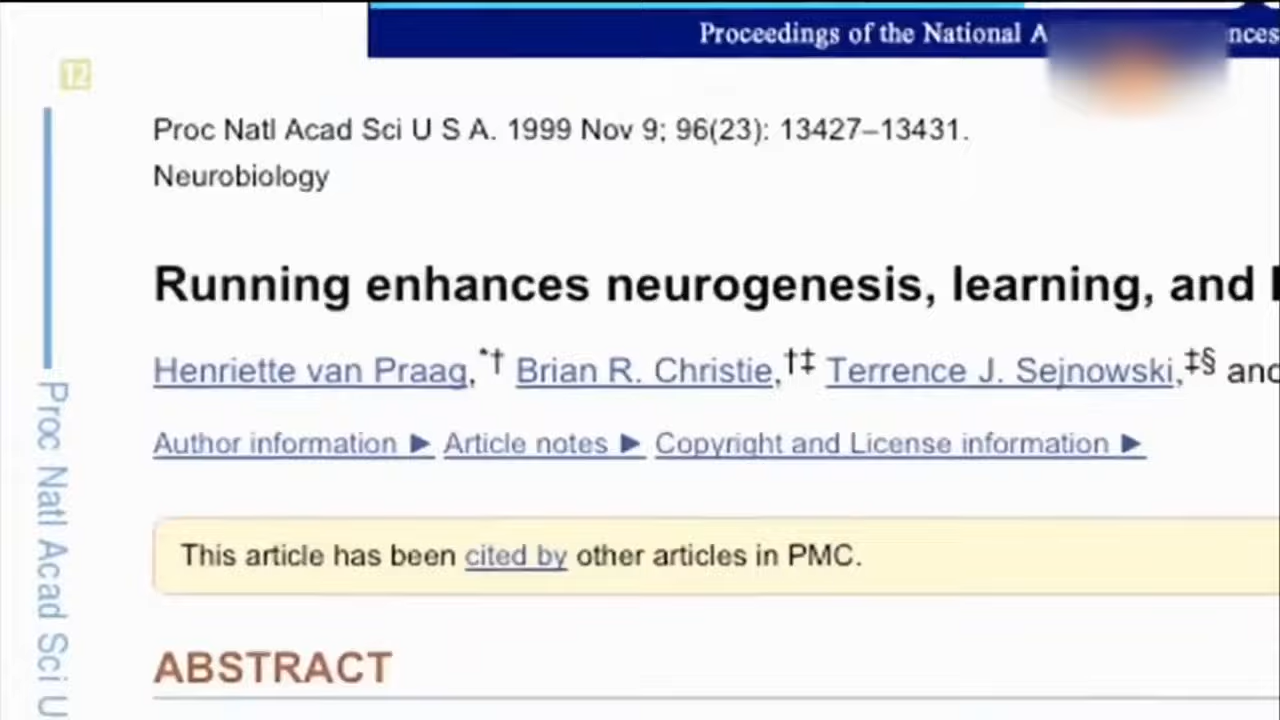 Proceedings of the National A nces
12
Proc Natl Acad Sci U S A. 1999 Nov 9; 96(23): 13427–13431.
Neurobiology
Running enhances neurogenesis, learning, and
Henriette van Praag,*† Brian R. Christie,†‡ Terrence J. Sejnowski,‡§ and
Author information ▶ Article notes ▶ Copyright and License information ▶
This article has been cited by other articles in PMC.
ABSTRACT
Proc Natl Acad Sci U